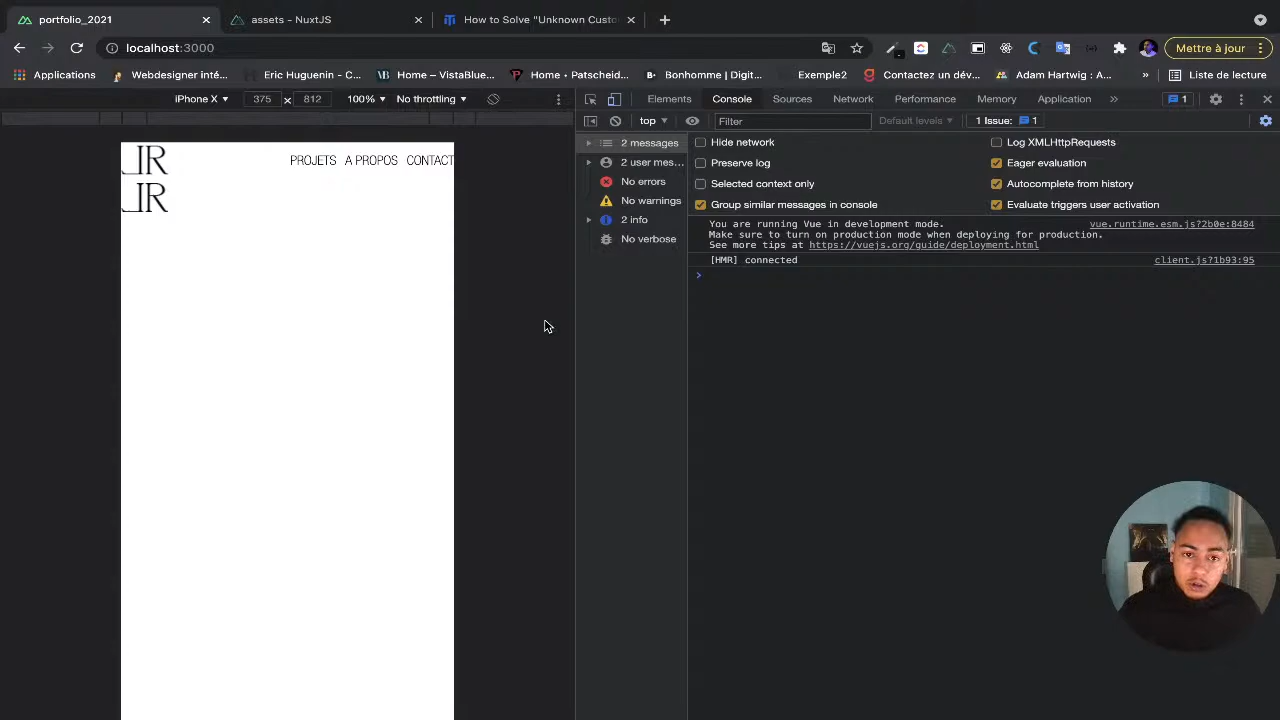 portfolio_2021
assets - NuxtJS
How to Solve "Unknown Custo
localhost:3000
Mettre à jour
Applications
Webdesigner inté...
Eric Huguenin - C...
Home – VistaBlue...
Home • Patscheid...
Bonhomme | Digit...
Exemple2
Contactez un dév...
Adam Hartwig : A...
»
Liste de lecture
iPhone X
375 × 812
100%
No throttling
Elements
Console
Sources
Network
Performance
Memory
Application
»
1
top
Filter
Default levels
1 Issue: 1
2 messages
2 user mes...
No errors
No warnings
2 info
No verbose
Hide network
Log XMLHttpRequests
Preserve log
Eager evaluation
Selected context only
Autocomplete from history
Group similar messages in console
Evaluate triggers user activation
You are running Vue in development mode. vue.runtime.esm.js?2b0e:8484
Make sure to turn on production mode when deploying for production.
See more tips at https://vuejs.org/guide/deployment.html
[HMR] connected client.js?1b93:95
PROJETS A PROPOS CONTACT